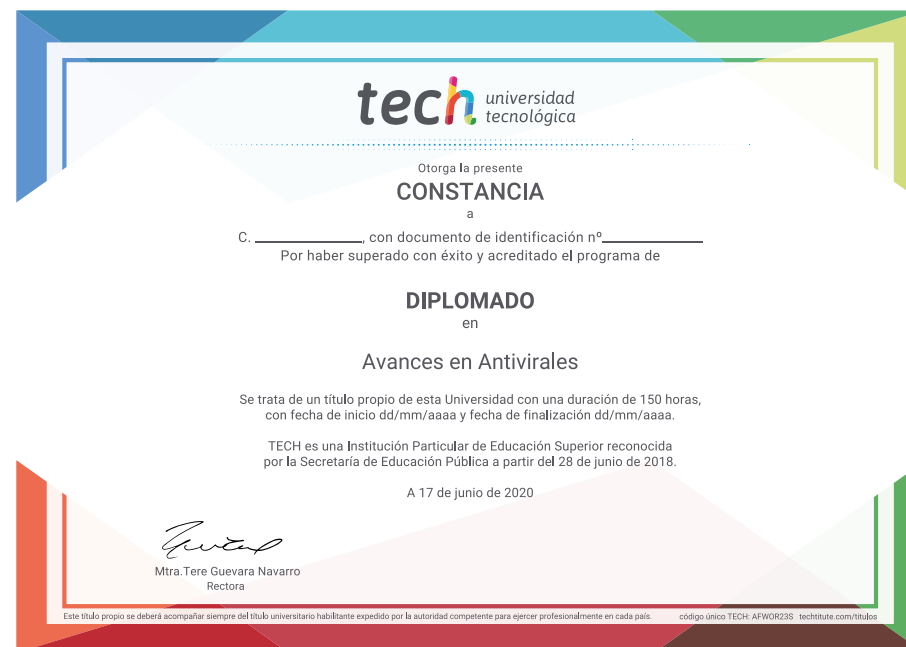 tech universidad
tecnológica
Otorga la presente
CONSTANCIA
a
C. ____________, con documento de identificación nº____________
Por haber superado con éxito y acreditado el programa de
DIPLOMADO
en
Avances en Antivirales
Se trata de un título propio de esta Universidad con una duración de 150 horas,
con fecha de inicio dd/mm/aaaa y fecha de finalización dd/mm/aaaa.
TECH es una Institución Particular de Educación Superior reconocida
por la Secretaría de Educación Pública a partir del 28 de junio de 2018.
A 17 de junio de 2020
Mtra.Tere Guevara Navarro
Rectora
Este título propio se deberá acompañar siempre del título universitario habilitante expedido por la autoridad competente para ejercer profesionalmente en cada país. código único TECH: AFWOR23S techtitute.com/titulos